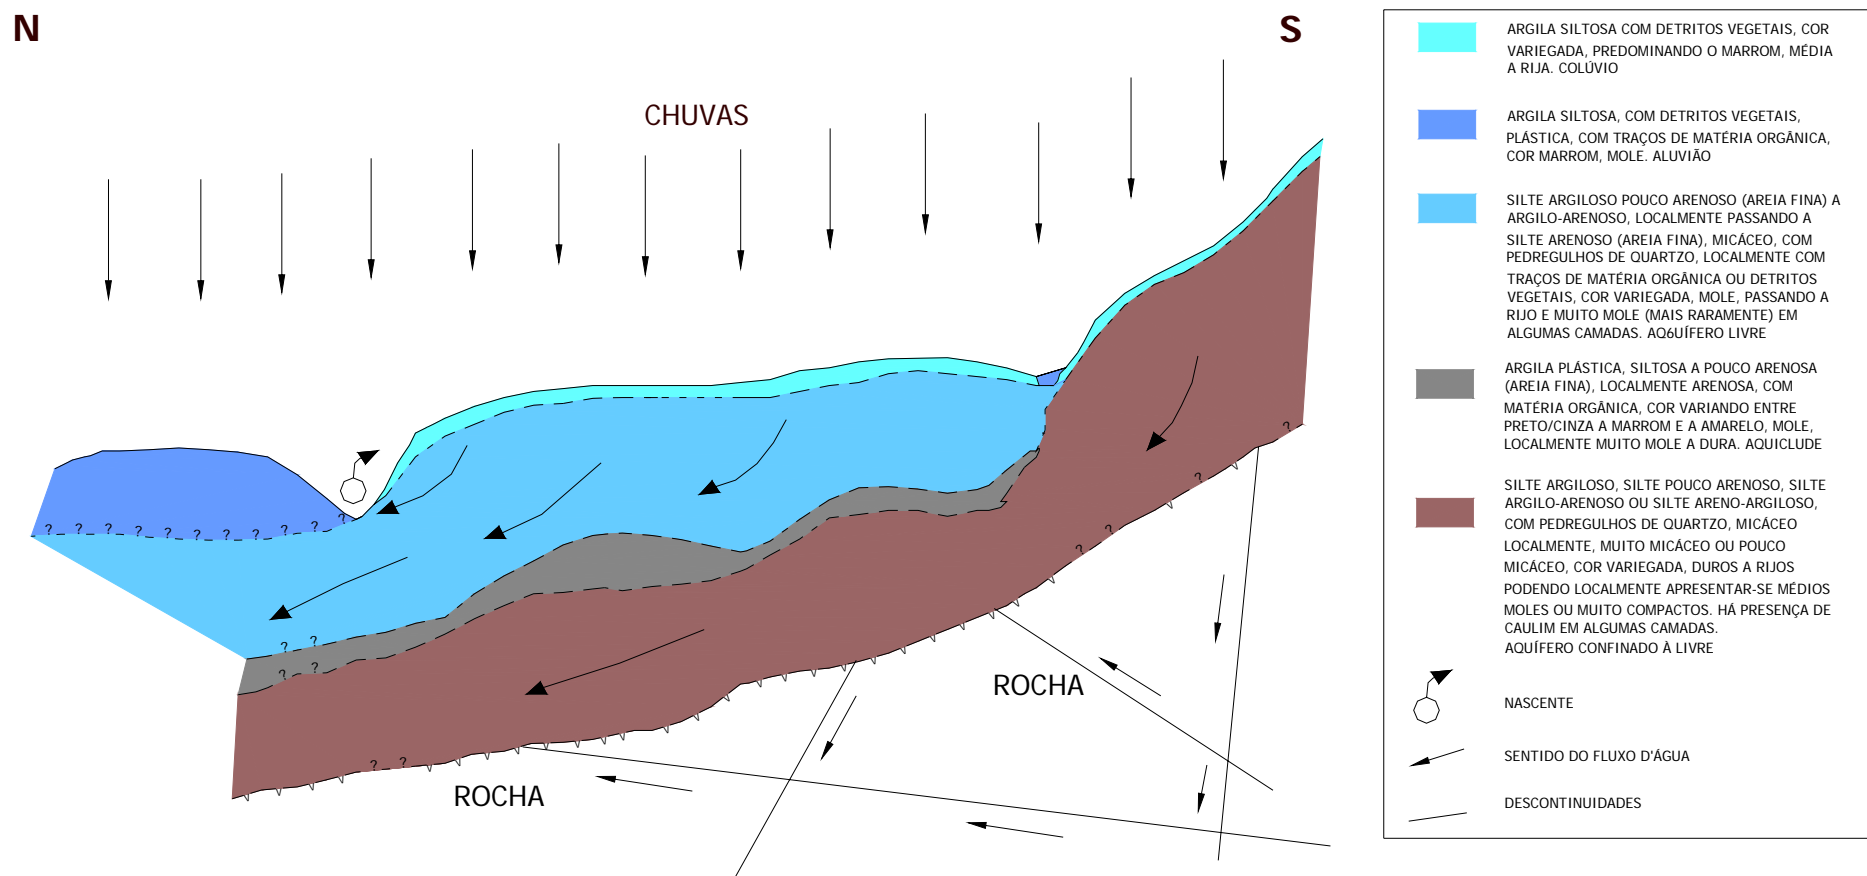 N
S
CHUVAS
ROCHA
ROCHA
? ? ? ? ? ? ? ? ? ? ?
? ?
? ?
? ?
?
?
?
?
ARGILA SILTOSA COM DETRITOS VEGETAIS, COR
VARIEGADA, PREDOMINANDO O MARROM, MÉDIA
A RIJA. COLÚVIO
ARGILA SILTOSA, COM DETRITOS VEGETAIS,
PLÁSTICA, COM TRAÇOS DE MATÉRIA ORGÂNICA,
COR MARROM, MOLE. ALUVIÃO
SILTE ARGILOSO POUCO ARENOSO (AREIA FINA) A
ARGILO-ARENOSO, LOCALMENTE PASSANDO A
SILTE ARENOSO (AREIA FINA), MICÁCEO, COM
PEDREGULHOS DE QUARTZO, LOCALMENTE COM
TRAÇOS DE MATÉRIA ORGÂNICA OU DETRITOS
VEGETAIS, COR VARIEGADA, MOLE, PASSANDO A
RIJO E MUITO MOLE (MAIS RARAMENTE) EM
ALGUMAS CAMADAS. AQ6UÍFERO LIVRE
ARGILA PLÁSTICA, SILTOSA A POUCO ARENOSA
(AREIA FINA), LOCALMENTE ARENOSA, COM
MATÉRIA ORGÂNICA, COR VARIANDO ENTRE
PRETO/CINZA A MARROM E A AMARELO, MOLE,
LOCALMENTE MUITO MOLE A DURA. AQUICLUDE
SILTE ARGILOSO, SILTE POUCO ARENOSO, SILTE
ARGILO-ARENOSO OU SILTE ARENO-ARGILOSO,
COM PEDREGULHOS DE QUARTZO, MICÁCEO
LOCALMENTE, MUITO MICÁCEO OU POUCO
MICÁCEO, COR VARIEGADA, DUROS A RIJOS
PODENDO LOCALMENTE APRESENTAR-SE MÉDIOS
MOLES OU MUITO COMPACTOS. HÁ PRESENÇA DE
CAULIM EM ALGUMAS CAMADAS.
AQUÍFERO CONFINADO À LIVRE
NASCENTE
SENTIDO DO FLUXO D'ÁGUA
DESCONTINUIDADES